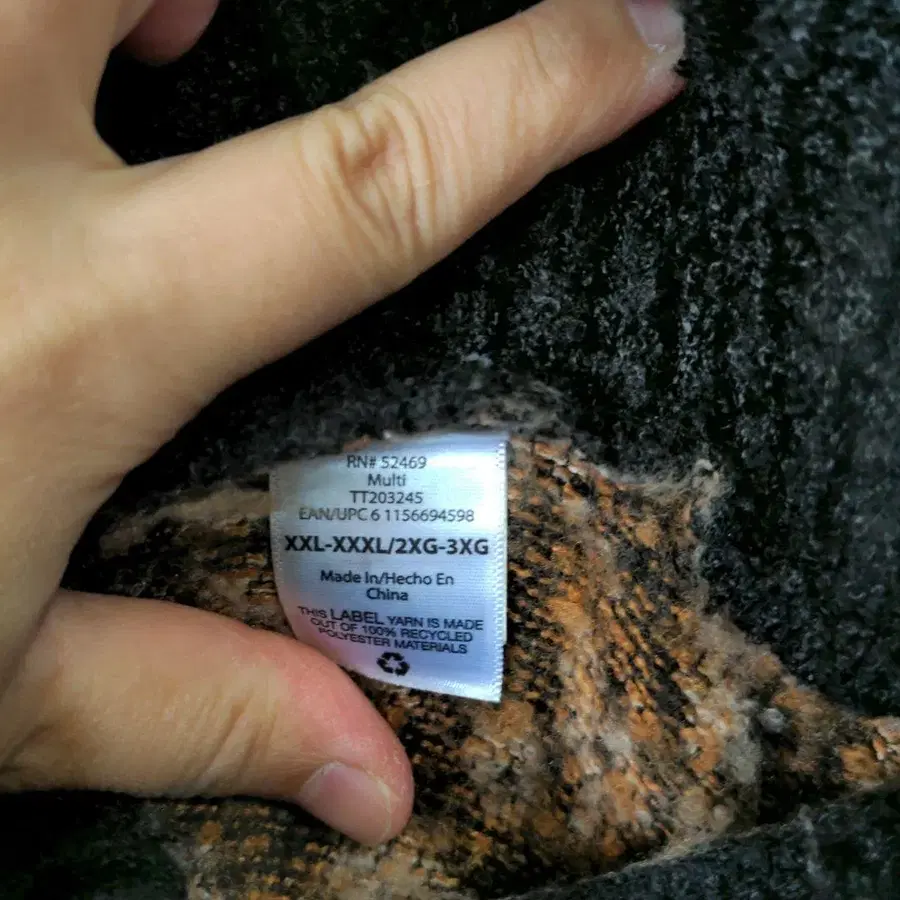 RN# 52469
Multi
TT203245
EAN/UPC 6 1156694598
XXL-XXXL/2XG-3XG
Made In/Hecho En
China
THIS LABEL YARN IS MADE
OUT OF 100% RECYCLED
POLYESTER MATERIALS